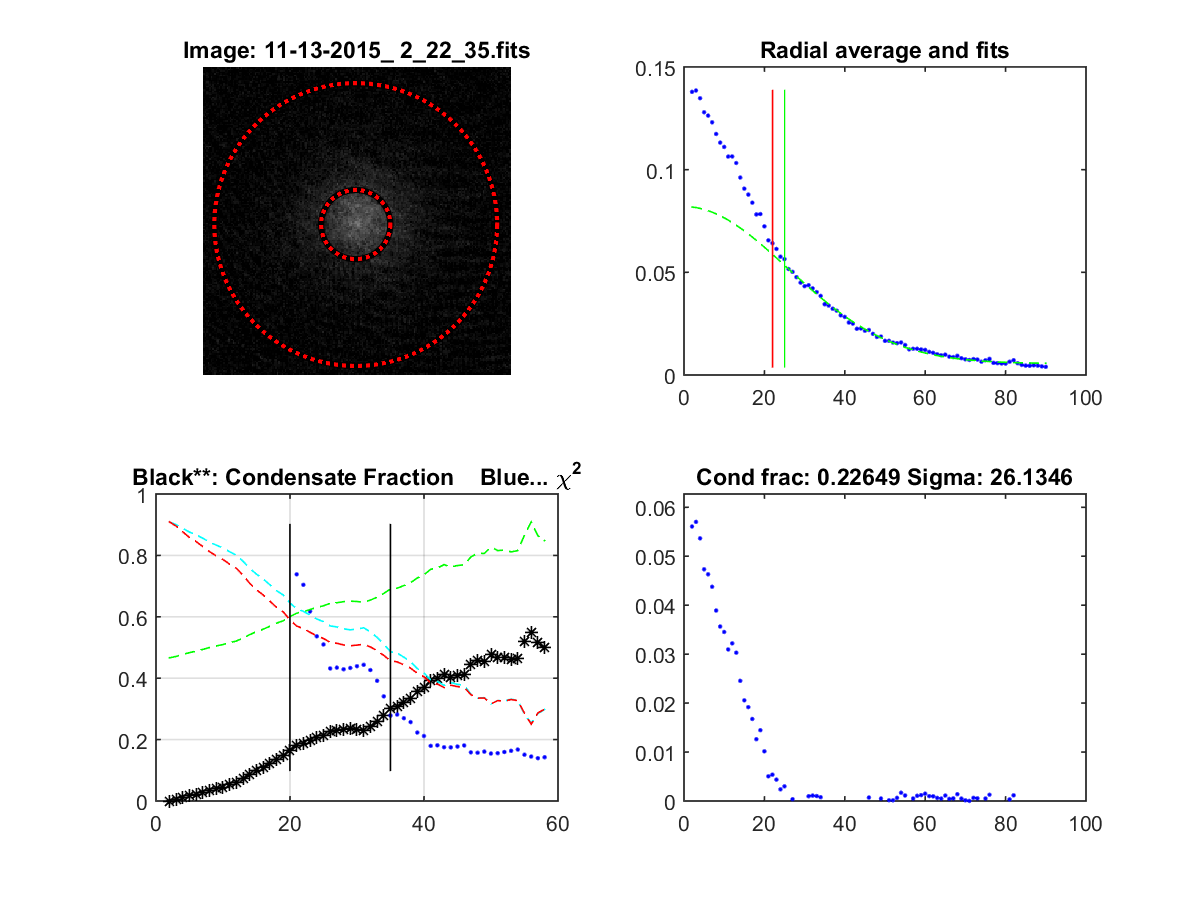 Image: 11-13-2015_ 2_22_35.fits
Radial average and fits
0.15
0.1
0.05
0
0 20 40 60 80 100
Black**: Condensate Fraction Blue... χ²
1
0.8
0.6
0.4
0.2
0
0 20 40 60
Cond frac: 0.22649 Sigma: 26.1346
0.06
0.05
0.04
0.03
0.02
0.01
0
0 20 40 60 80 100